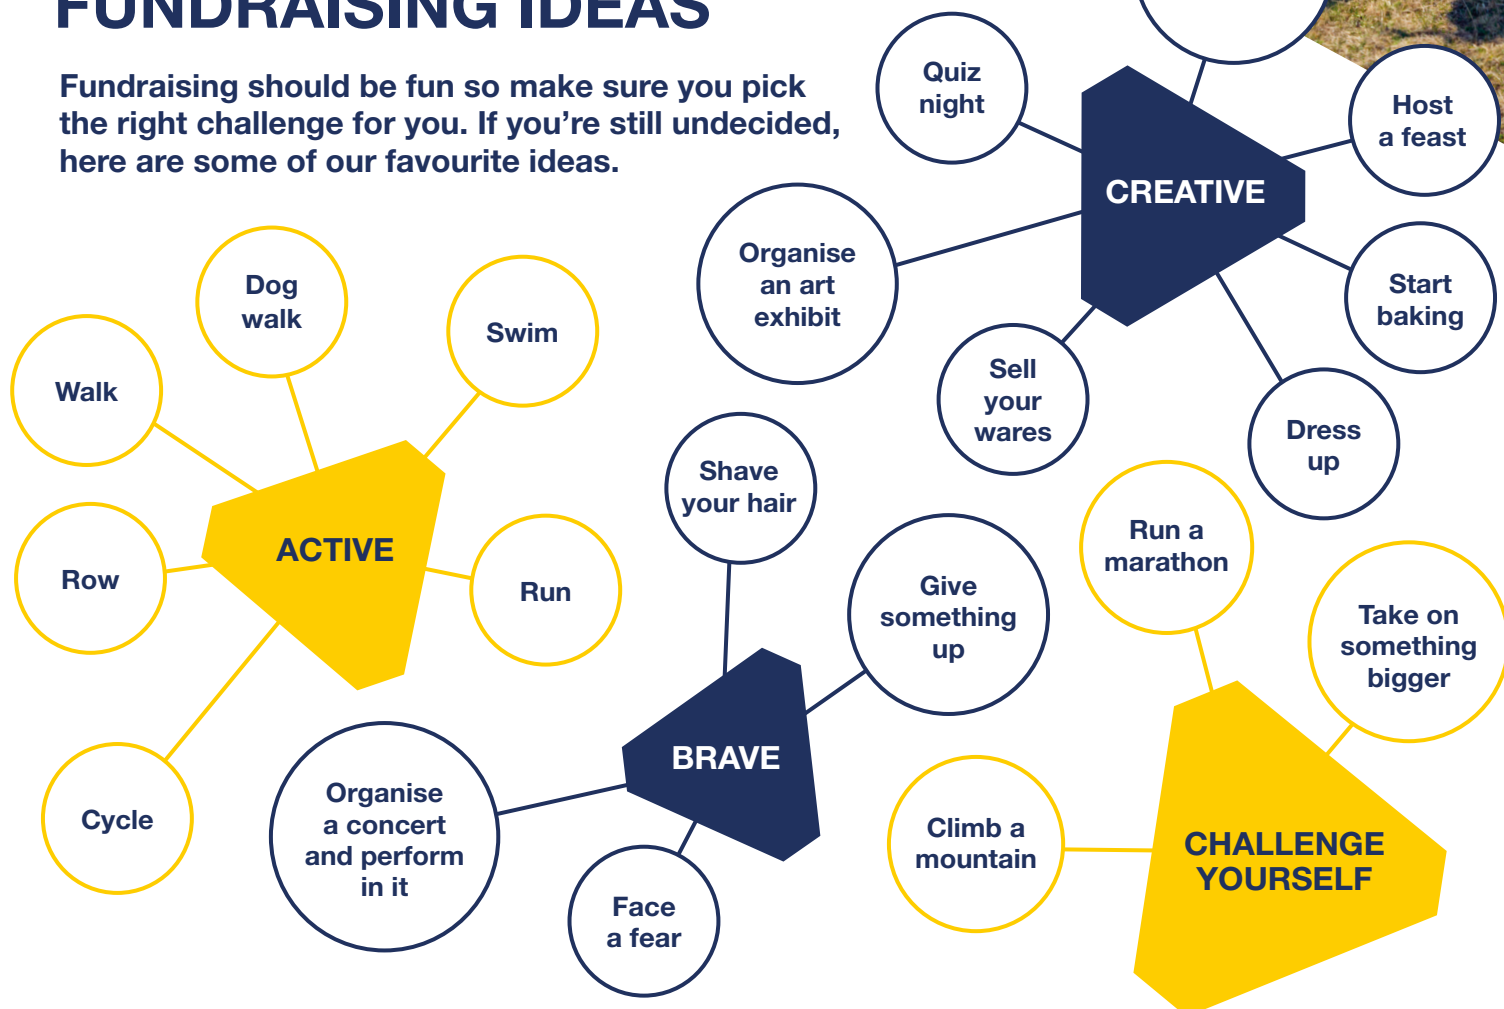 FUNDRAISING IDEAS
Fundraising should be fun so make sure you pick
the right challenge for you. If you’re still undecided,
here are some of our favourite ideas.
CREATIVE
Quiz
night
Host
a feast
Organise
an art
exhibit
Start
baking
Sell
your
wares
Dress
up
ACTIVE
Dog
walk
Swim
Walk
Row
Run
Cycle
BRAVE
Shave
your hair
Give
something
up
Organise
a concert
and perform
in it
Face
a fear
CHALLENGE
YOURSELF
Run a
marathon
Take on
something
bigger
Climb a
mountain